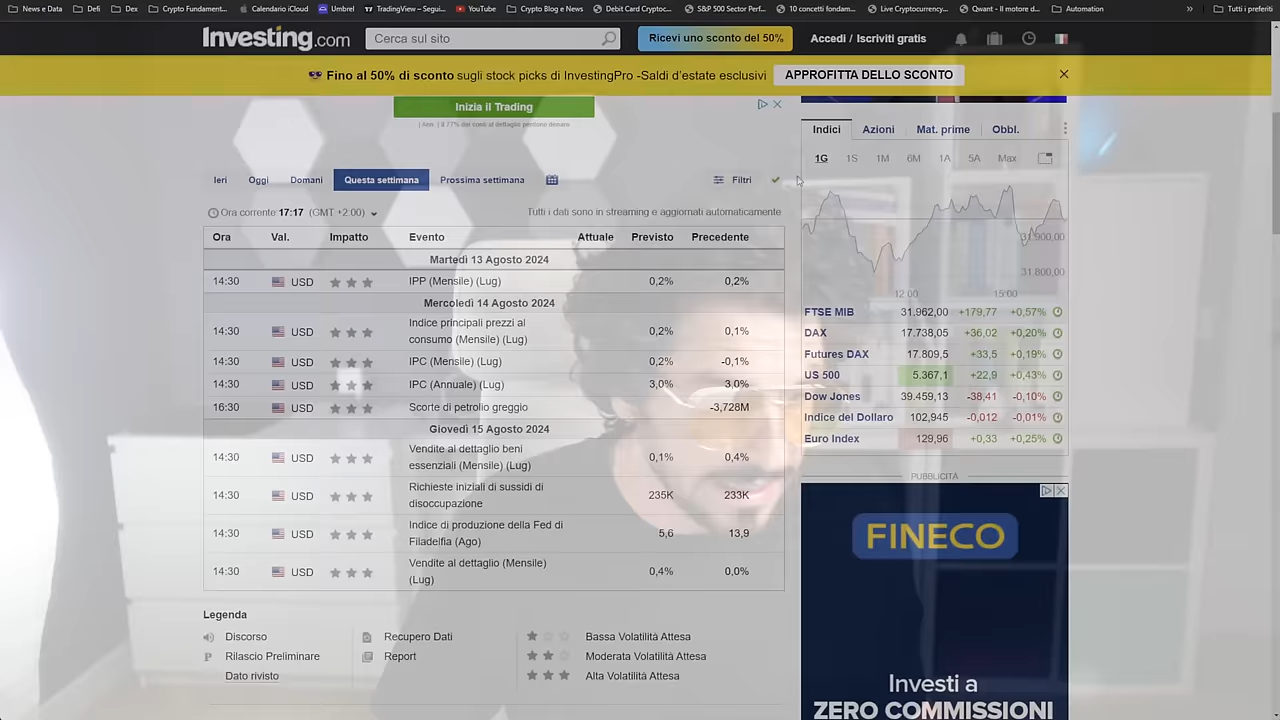 News e Data Defi Dex Crypto Fundament... Calendario iCloud Umbrel TradingView – Segui... YouTube Crypto Blog e News Debit Card Cryptoc... S&P 500 Sector Perf... 10 concetti fondam... Live Cryptocurrency... Qwant - Il motore d... Automation » Tutti i preferiti
Investing.com Cerca sul sito Ricevi uno sconto del 50% Accedi / Iscriviti gratis
Fino al 50% di sconto sugli stock picks di InvestingPro -Saldi d'estate esclusivi APPROFITTA DELLO SCONTO
Inizia il Trading
Ieri Oggi Domani Questa settimana Prossima settimana Filtri
Ora corrente: 17:17 (GMT +2:00) Tutti i dati sono in streaming e aggiornati automaticamente
Ora Val. Impatto Evento Attuale Previsto Precedente
Martedì 13 Agosto 2024
14:30 USD IPP (Mensile) (Lug) 0,2% 0,2%
Mercoledì 14 Agosto 2024
14:30 USD Indice principali prezzi al
consumo (Mensile) (Lug) 0,2% 0,1%
14:30 USD IPC (Mensile) (Lug) 0,2% -0,1%
14:30 USD IPC (Annuale) (Lug) 3,0% 3,0%
16:30 USD Scorte di petrolio greggio -3,728M
Giovedì 15 Agosto 2024
14:30 USD Vendite al dettaglio beni
essenziali (Mensile) (Lug) 0,1% 0,4%
14:30 USD Richieste iniziali di sussidi di
disoccupazione 235K 233K
14:30 USD Indice di produzione della Fed di
Filadelfia (Ago) 5,6 13,9
14:30 USD Vendite al dettaglio (Mensile)
(Lug) 0,4% 0,0%
Legenda
Discorso Recupero Dati Bassa Volatilità Attesa
Rilascio Preliminare Report Moderata Volatilità Attesa
Dato rivisto Alta Volatilità Attesa
Indici Azioni Mat. prime Obbl.
1G 1S 1M 6M 1A 5A Max
31.900,00
31.800,00
12:00 15:00
FTSE MIB 31.962,00 +179,77 +0,57%
DAX 17.738,05 +36,02 +0,20%
Futures DAX 17.809,5 +33,5 +0,19%
US 500 5.367,1 +22,9 +0,43%
Dow Jones 39.459,13 -38,41 -0,10%
Indice del Dollaro 102,945 -0,012 -0,01%
Euro Index 129,96 +0,33 +0,25%
PUBBLICITÀ
FINECO
Investi a
ZERO COMMISSIONI